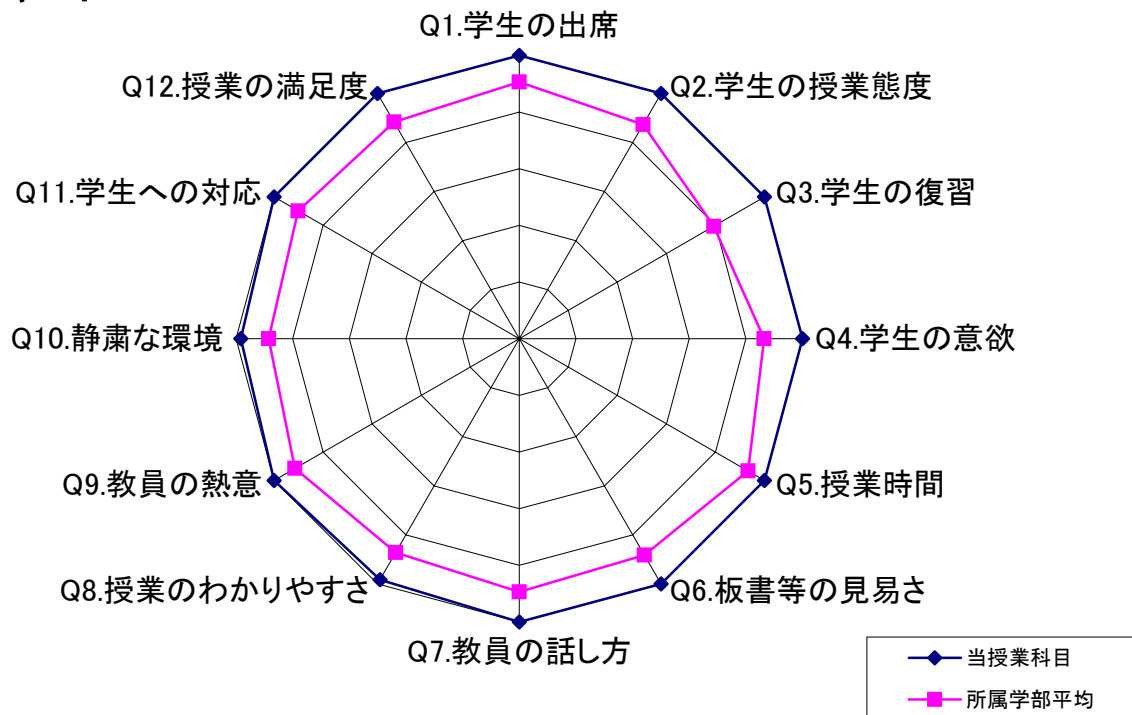 Q1.学生の出席
Q2.学生の授業態度
Q3.学生の復習
Q4.学生の意欲
Q5.授業時間
Q6.板書等の見易さ
Q7.教員の話し方
Q8.授業のわかりやすさ
Q9.教員の熱意
Q10.静粛な環境
Q11.学生への対応
Q12.授業の満足度
当授業科目
所属学部平均